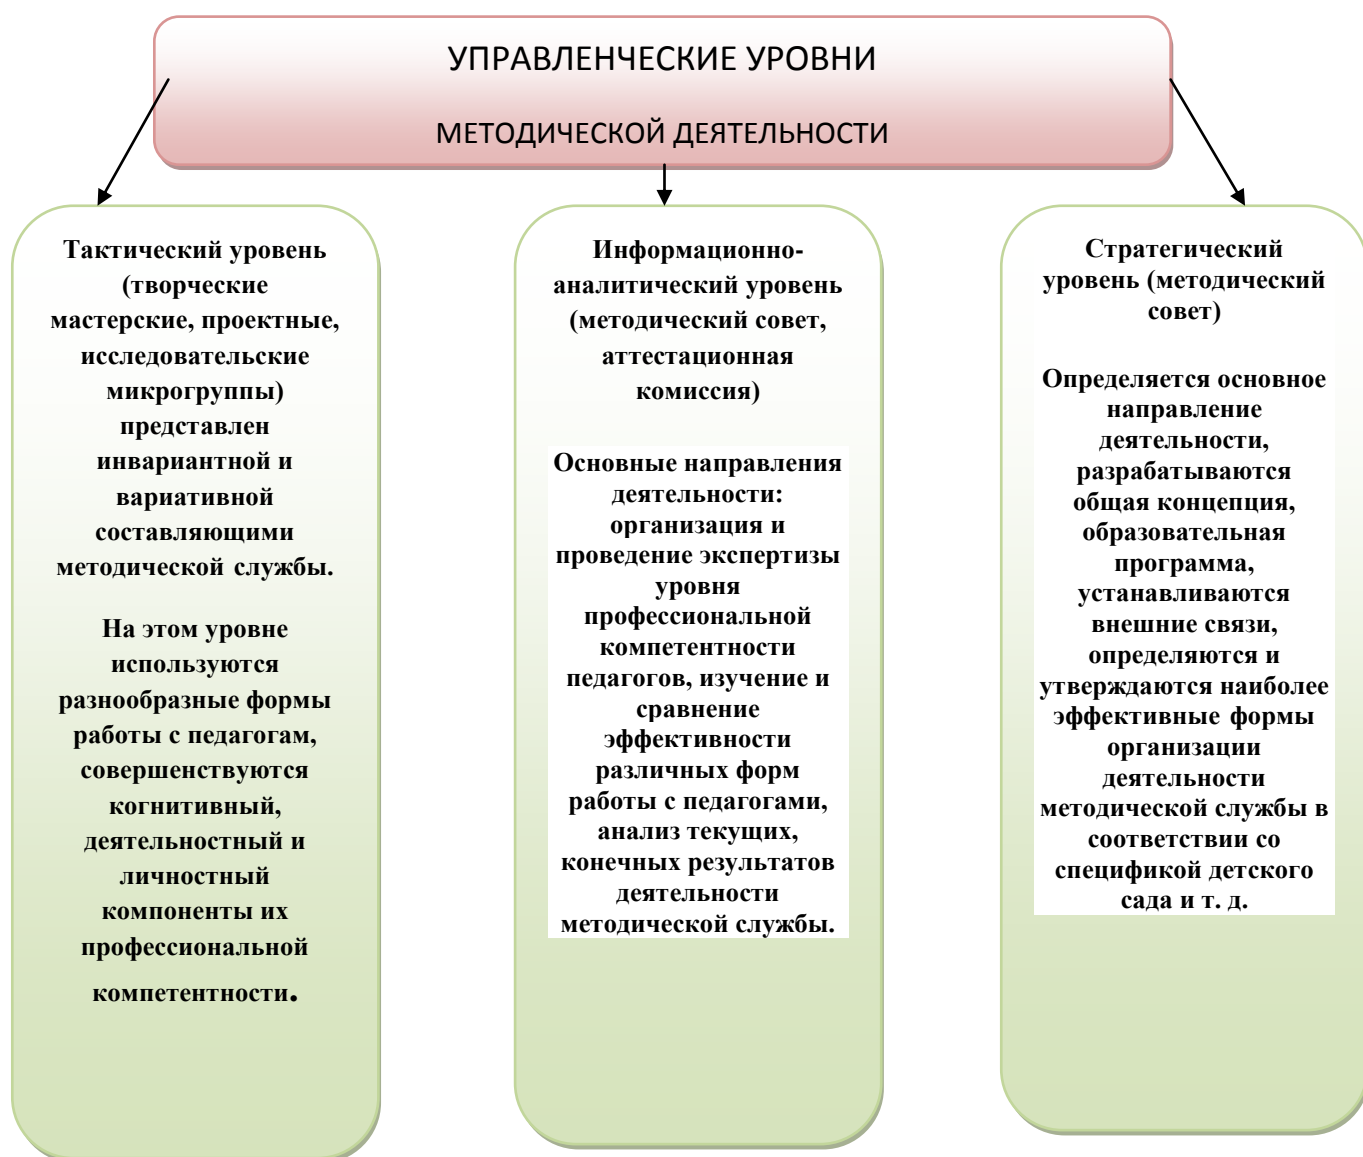 УПРАВЛЕНЧЕСКИЕ УРОВНИ
МЕТОДИЧЕСКОЙ ДЕЯТЕЛЬНОСТИ
Тактический уровень
(творческие
мастерские, проектные,
исследовательские
микрогруппы)
представлен
инвариантной и
вариативной
составляющими
методической службы.
На этом уровне
используются
разнообразные формы
работы с педагогам,
совершенствуются
когнитивный,
деятельностный и
личностный
компоненты их
профессиональной
компетентности.
Информационно-
аналитический уровень
(методический совет,
аттестационная
комиссия)
Основные направления
деятельности:
организация и
проведение экспертизы
уровня
профессиональной
компетентности
педагогов, изучение и
сравнение
эффективности
различных форм
работы с педагогами,
анализ текущих,
конечных результатов
деятельности
методической службы.
Стратегический
уровень (методический
совет)
Определяется основное
направление
деятельности,
разрабатываются
общая концепция,
образовательная
программа,
устанавливаются
внешние связи,
определяются и
утверждаются наиболее
эффективные формы
организации
деятельности
методической службы в
соответствии со
спецификой детского
сада и т. д.